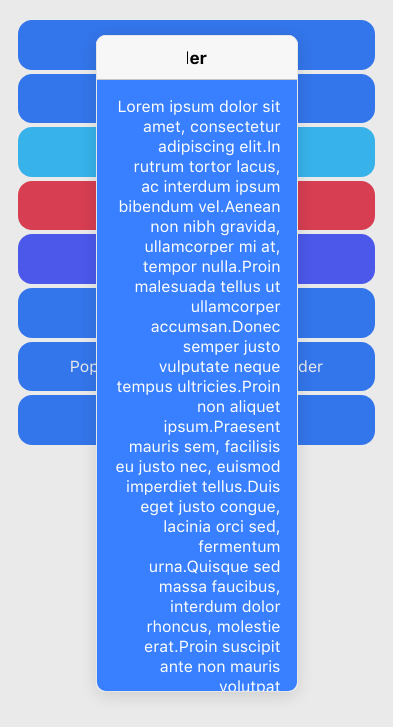 der
Lorem ipsum dolor sit
amet, consectetur
adipiscing elit.In
rutrum tortor lacus,
ac interdum ipsum
bibendum vel.Aenean
non nibh gravida,
ullamcorper mi at,
tempor nulla.Proin
malesuada tellus ut
ullamcorper
accumsan.Donec
semper justo
vulputate neque
tempus ultricies.Proin
non aliquet
ipsum.Praesent
mauris sem, facilisis
eu justo nec, euismod
imperdiet tellus.Duis
eget justo congue,
lacinia orci sed,
fermentum
urna.Quisque sed
massa faucibus,
interdum dolor
rhoncus, molestie
erat.Proin suscipit
ante non mauris
volutpat
Pop der